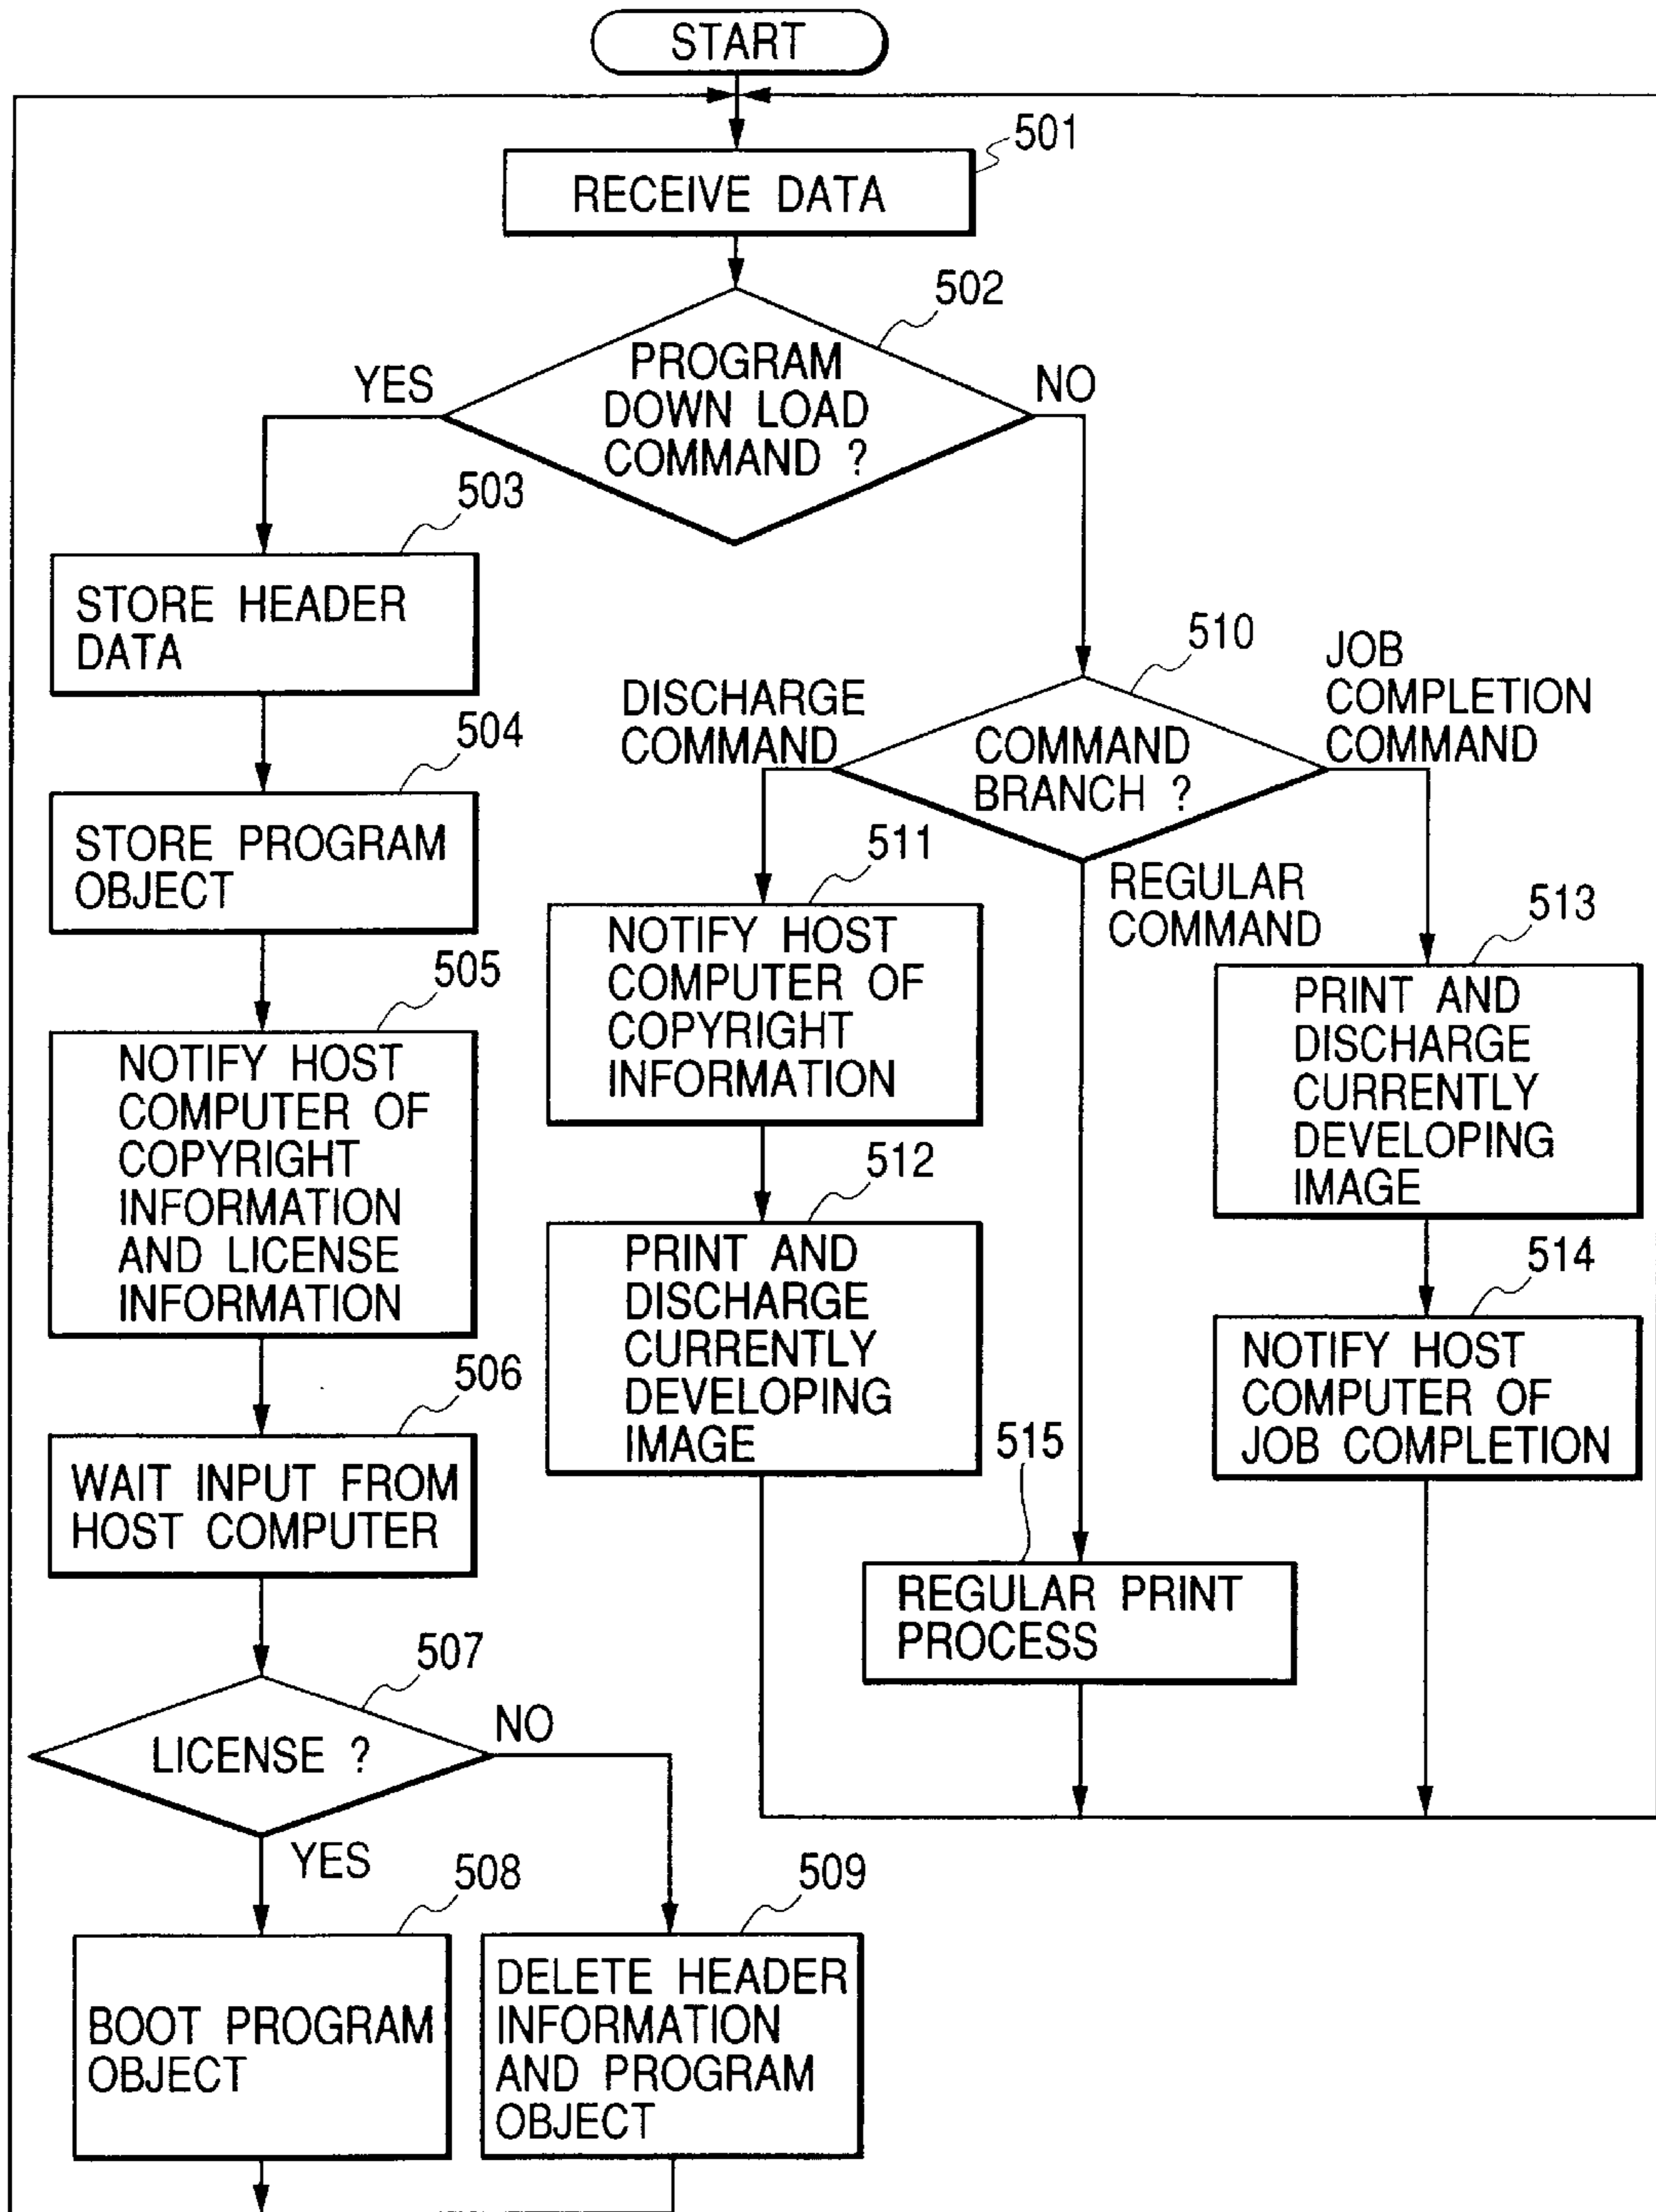 START
501
RECEIVE DATA
502
PROGRAM
DOWN LOAD
COMMAND ?
YES
NO
503
STORE HEADER
DATA
504
STORE PROGRAM
OBJECT
505
NOTIFY HOST
COMPUTER OF
COPYRIGHT
INFORMATION
AND LICENSE
INFORMATION
506
WAIT INPUT FROM
HOST COMPUTER
507
LICENSE ?
NO
YES
508
BOOT PROGRAM
OBJECT
509
DELETE HEADER
INFORMATION
AND PROGRAM
OBJECT
510
COMMAND
BRANCH ?
DISCHARGE
COMMAND
JOB
COMPLETION
COMMAND
REGULAR
COMMAND
511
NOTIFY HOST
COMPUTER OF
COPYRIGHT
INFORMATION
512
PRINT AND
DISCHARGE
CURRENTLY
DEVELOPING
IMAGE
513
PRINT AND
DISCHARGE
CURRENTLY
DEVELOPING
IMAGE
514
NOTIFY HOST
COMPUTER OF
JOB COMPLETION
515
REGULAR PRINT
PROCESS